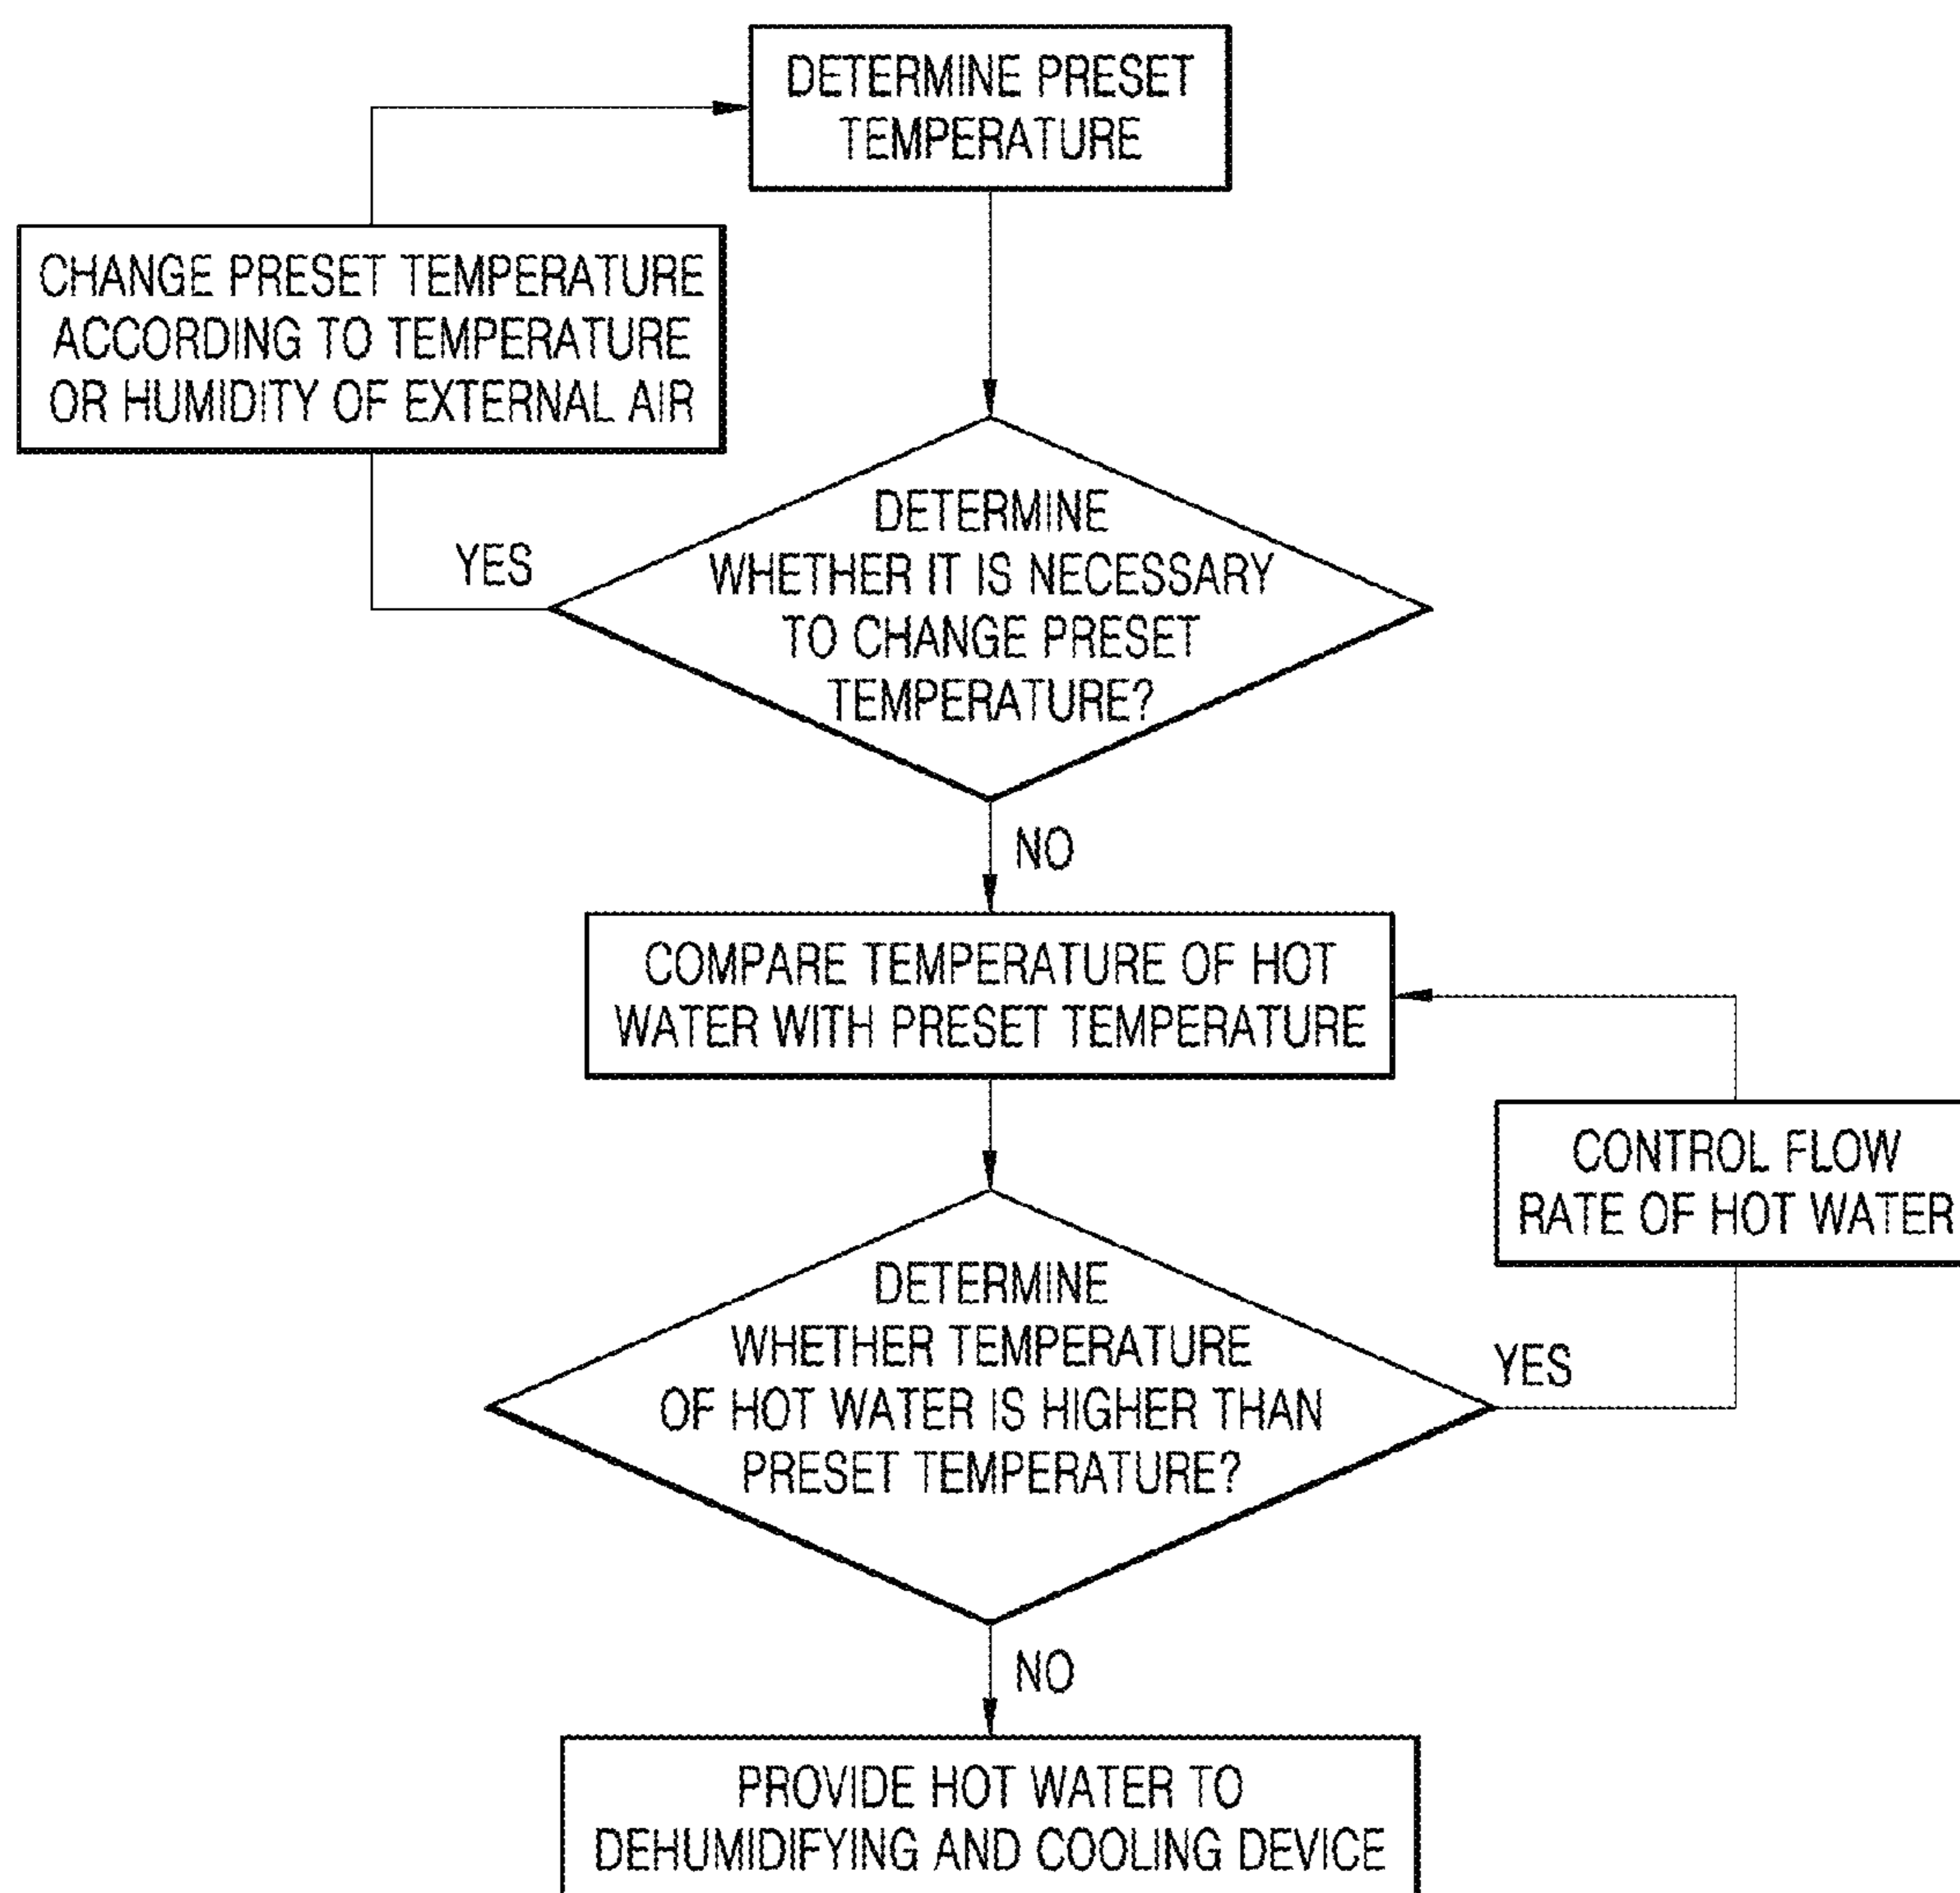 DETERMINE PRESET
TEMPERATURE
CHANGE PRESET TEMPERATURE
ACCORDING TO TEMPERATURE
OR HUMIDITY OF EXTERNAL AIR
DETERMINE
WHETHER IT IS NECESSARY
TO CHANGE PRESET
TEMPERATURE?
YES
NO
COMPARE TEMPERATURE OF HOT
WATER WITH PRESET TEMPERATURE
CONTROL FLOW
RATE OF HOT WATER
DETERMINE
WHETHER TEMPERATURE
OF HOT WATER IS HIGHER THAN
PRESET TEMPERATURE?
YES
NO
PROVIDE HOT WATER TO
DEHUMIDIFYING AND COOLING DEVICE